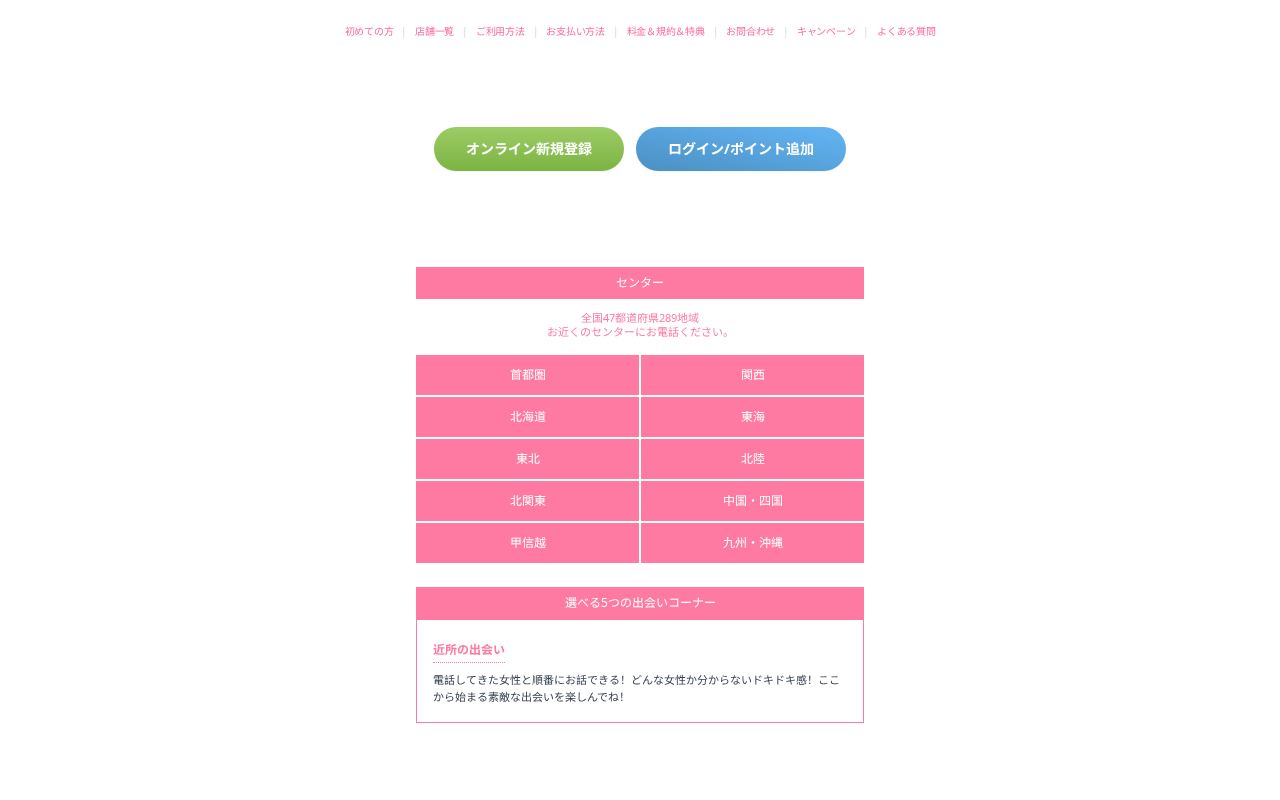 初めての方 | 店舗一覧 | ご利用方法 | お支払い方法 | 料金&規約&特典 | お問合わせ | キャンペーン | よくある質問
オンライン新規登録 ログイン/ポイント追加
センター
全国47都道府県289地域
お近くのセンターにお電話ください。
首都圏 関西
北海道 東海
東北 北陸
北関東 中国・四国
甲信越 九州・沖縄
選べる5つの出会いコーナー
近所の出会い
電話してきた女性と順番にお話できる！どんな女性か分からないドキドキ感！ここ
から始まる素敵な出会いを楽しんでね！